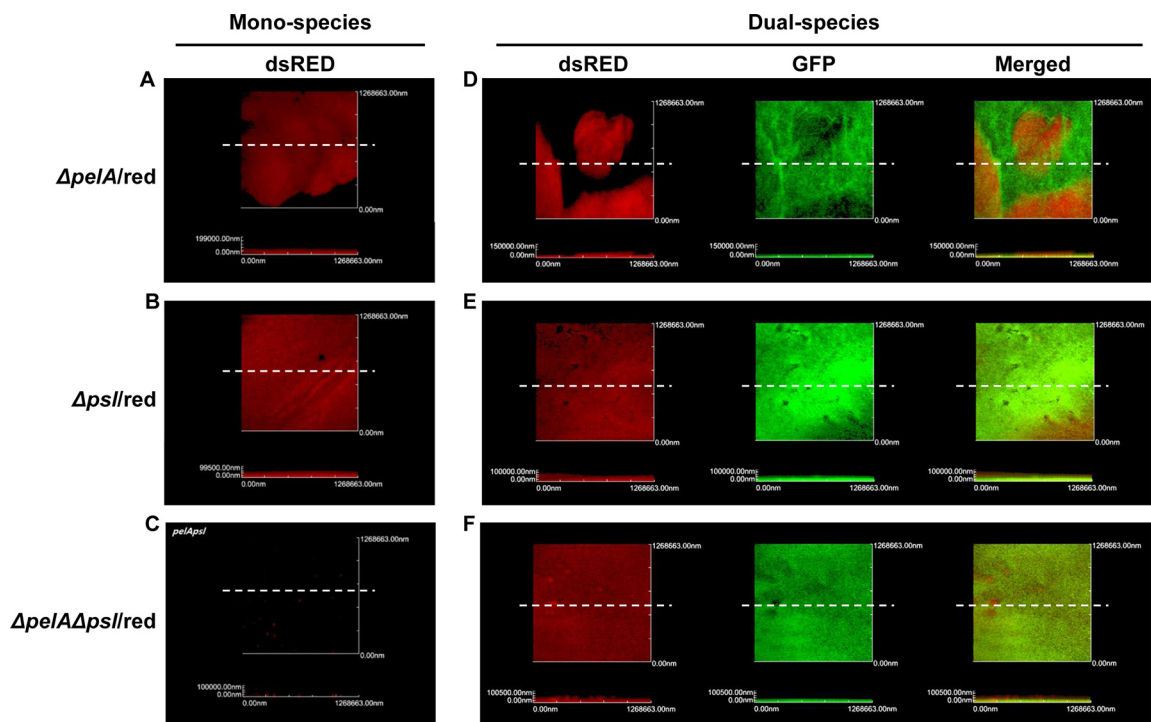 Mono-species Dual-species
dsRED dsRED GFP Merged
A D
ΔpelA/red
1268663.00nm 0.00nm
199000.00nm 0.00nm 1268663.00nm
1268663.00nm 0.00nm
150000.00nm 0.00nm 0.00nm 1268663.00nm
1268663.00nm 0.00nm
150000.00nm 0.00nm 0.00nm 1268663.00nm
1268663.00nm 0.00nm
150000.00nm 0.00nm 0.00nm 1268663.00nm
B E
Δpsl/red
1268663.00nm 0.00nm
99500.00nm 0.00nm 1268663.00nm
1268663.00nm 0.00nm
100000.00nm 0.00nm 0.00nm 1268663.00nm
1268663.00nm 0.00nm
100000.00nm 0.00nm 0.00nm 1268663.00nm
1268663.00nm 0.00nm
100000.00nm 0.00nm 0.00nm 1268663.00nm
C F
pelApsl
ΔpelAΔpsl/red
1268663.00nm 0.00nm
100000.00nm 0.00nm 1268663.00nm
1268663.00nm 0.00nm
100500.00nm 0.00nm 0.00nm 1268663.00nm
1268663.00nm 0.00nm
100500.00nm 0.00nm 0.00nm 1268663.00nm
1268663.00nm 0.00nm
100500.00nm 0.00nm 0.00nm 1268663.00nm